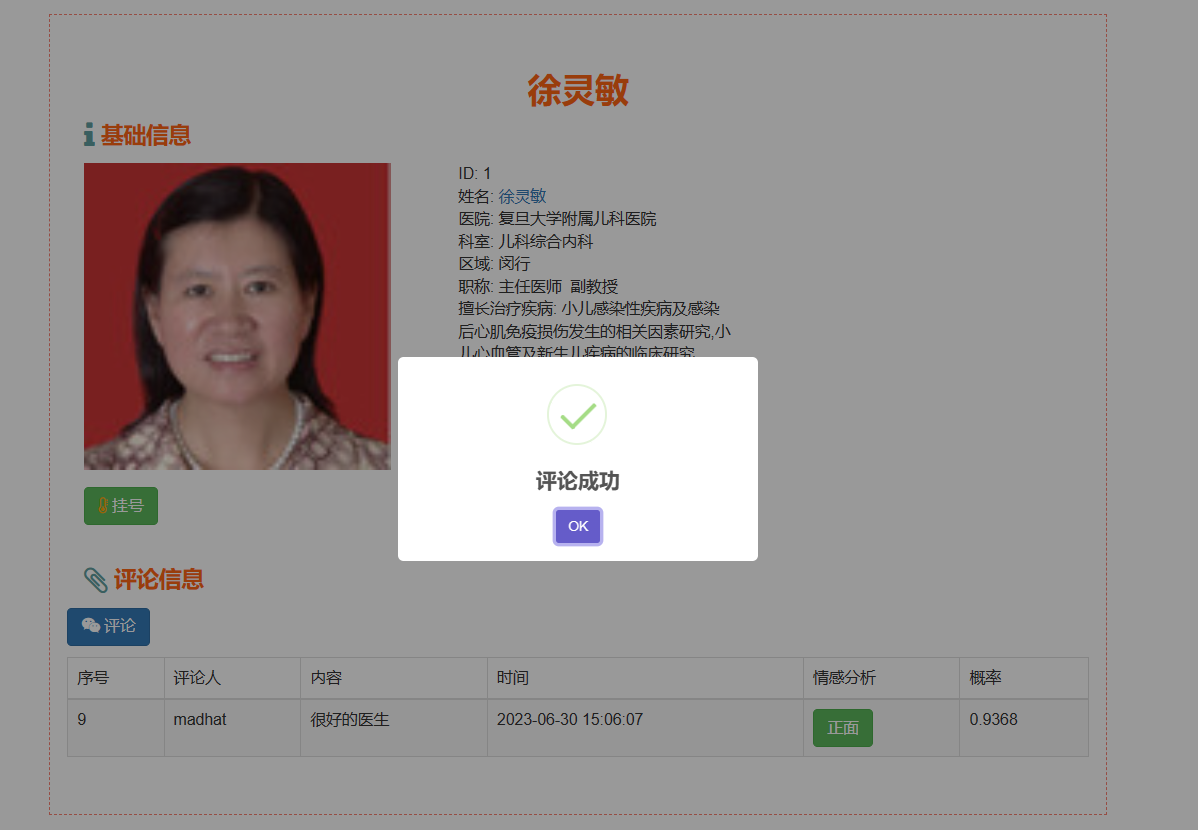 徐灵敏
基础信息
ID: 1
姓名: 徐灵敏
医院: 复旦大学附属儿科医院
科室: 儿科综合内科
区域: 闵行
职称: 主任医师 副教授
擅长治疗疾病: 小儿感染性疾病及感染
后心肌免疫损伤发生的相关因素研究,小
儿心血管及新生儿疾病的临床研究
评论成功
OK
挂号
评论信息
评论
序号 评论人 内容 时间 情感分析 概率
9 madhat 很好的医生 2023-06-30 15:06:07 正面 0.9368